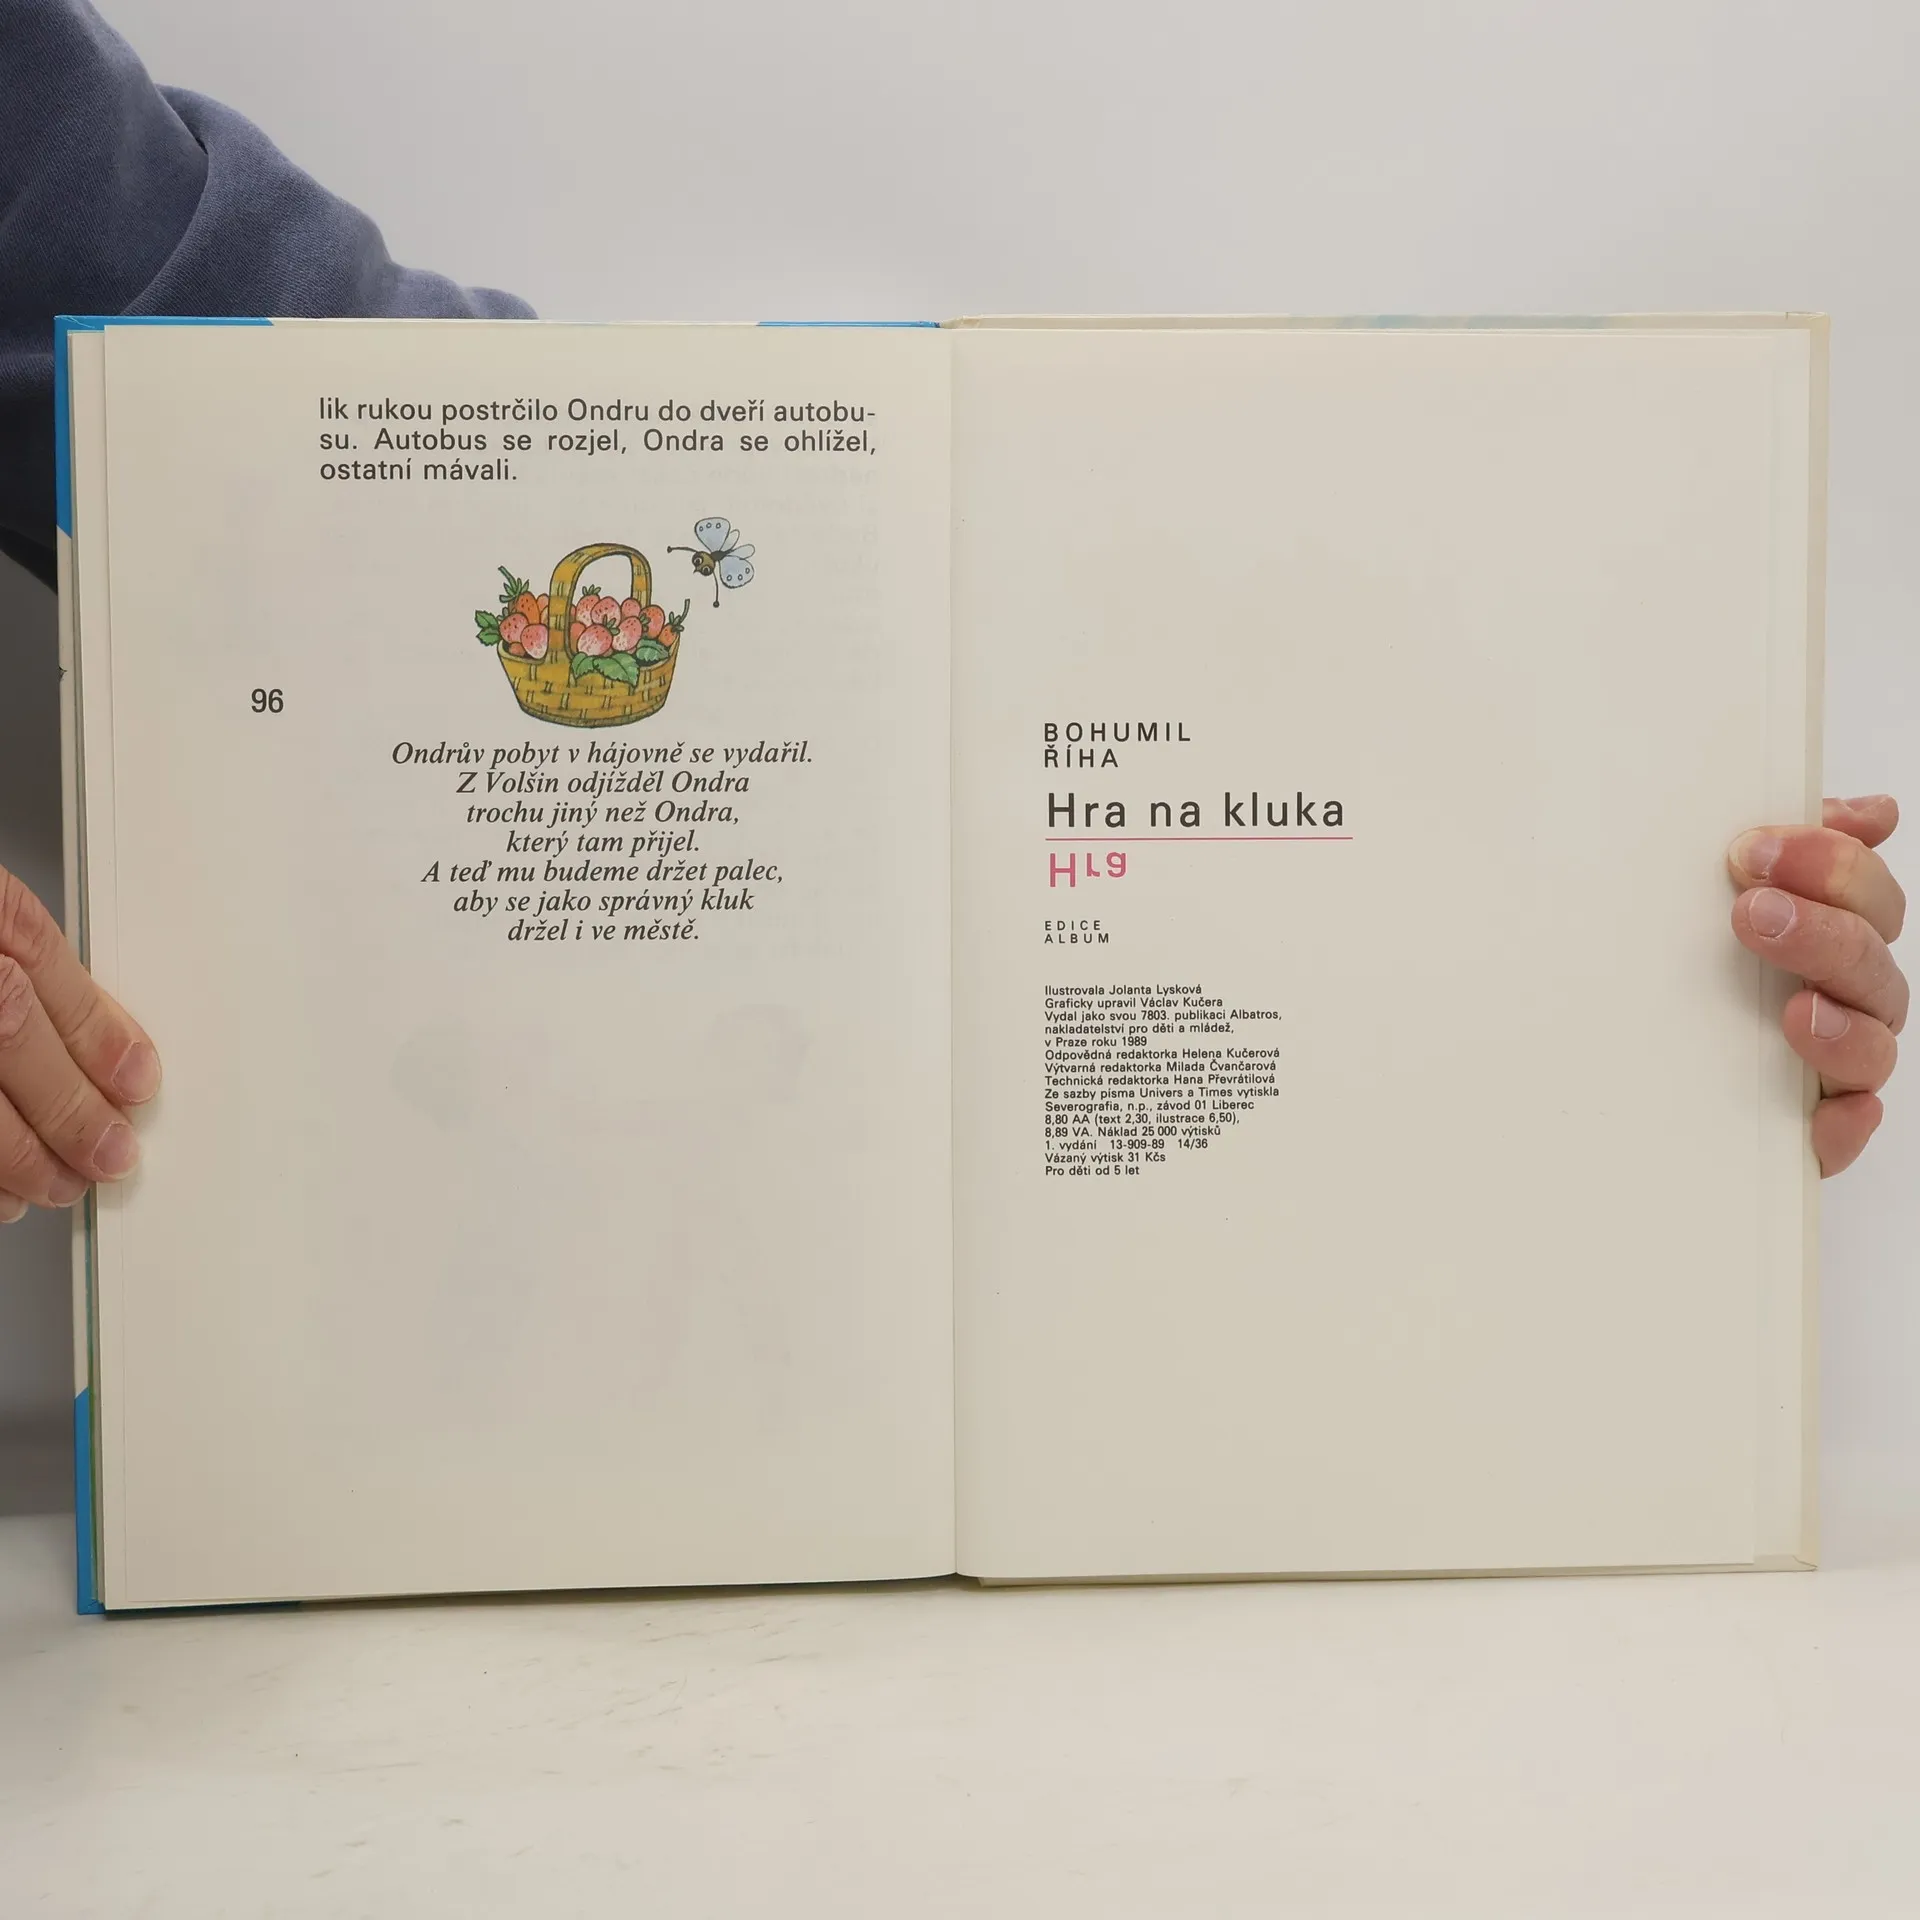 lik rukou postrčilo Ondru do dveří autobu-
su. Autobus se rozjel, Ondra se ohlížel,
ostatní mávali.
96
Ondrův pobyt v hájovně se vydařil.
Z Volšin odjížděl Ondra
trochu jiný než Ondra,
který tam přijel.
A teď mu budeme držet palec,
aby se jako správný kluk
držel i ve městě.
BOHUMIL
ŘÍHA
Hra na kluka
EDICE
ALBUM
Ilustrovala Jolanta Lysková
Graficky upravil Václav Kučera
Vydal jako svou 7803. publikaci Albatros,
nakladatelství pro děti a mládež,
v Praze roku 1989
Odpovědná redaktorka Helena Kučerová
Výtvarná redaktorka Milada Čvančarová
Technická redaktorka Hana Převrátilová
Ze sazby písma Univers a Times vytiskla
Severografia, n.p., závod 01 Liberec
8,80 AA (text 2,30, ilustrace 6,50),
8,89 VA. Náklad 25 000 výtisků
1. vydání 13-909-89 14/36
Vázaný výtisk 31 Kčs
Pro děti od 5 let